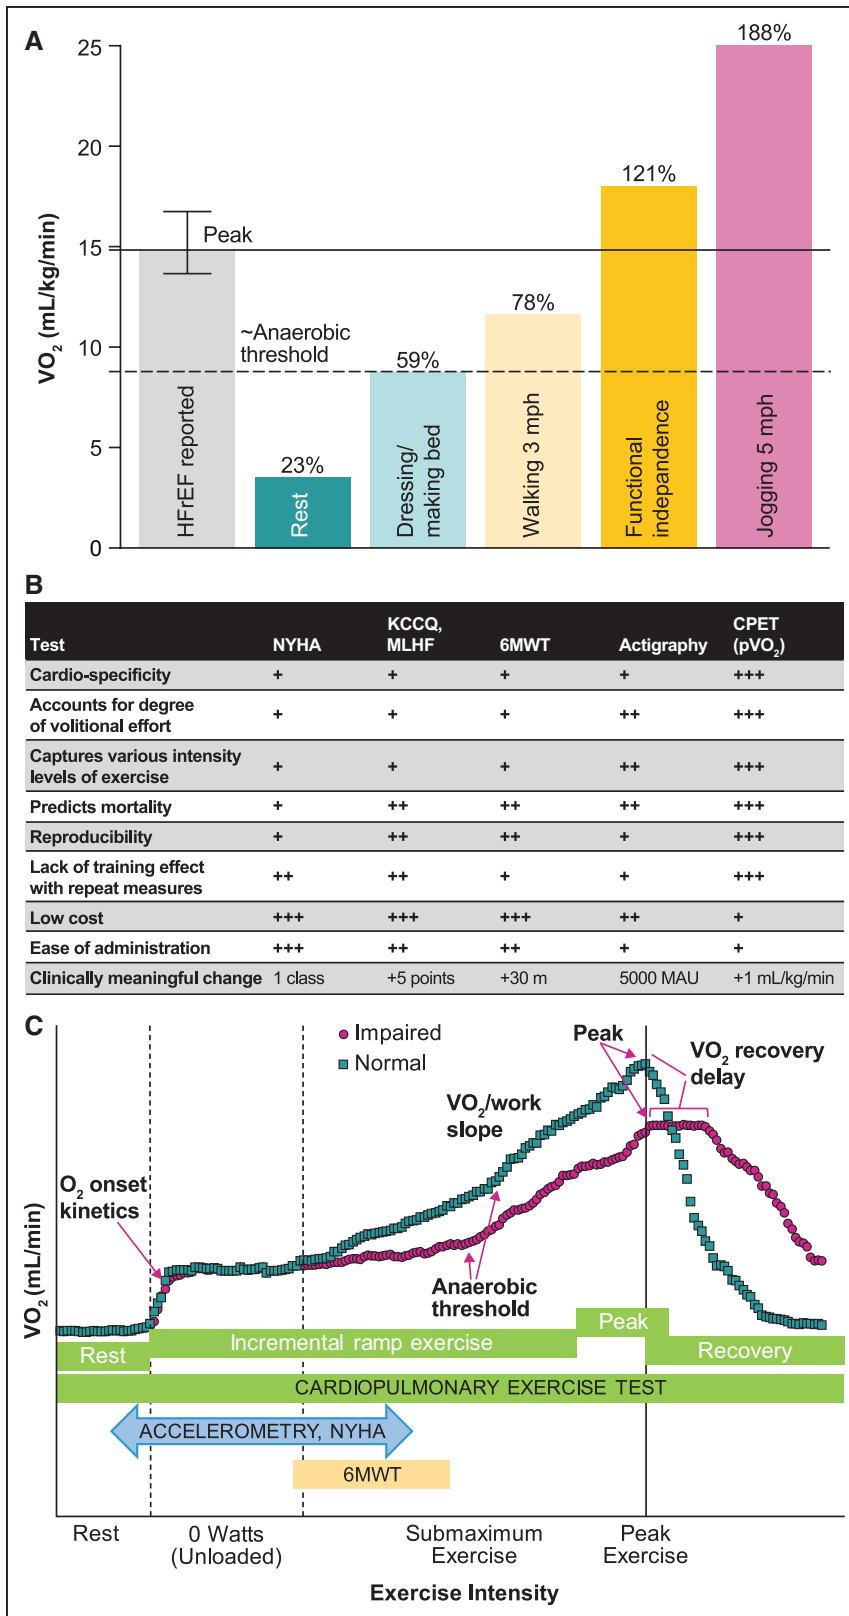 A
VO2 (mL/kg/min)
25
20
15
10
5
0
Peak
~Anaerobic
threshold
23%
59%
78%
121%
188%
HFrEF reported
Rest
Dressing/
making bed
Walking 3 mph
Functional
independence
Jogging 5 mph
B
Test NYHA KCCQ, MLHF 6MWT Actigraphy CPET (pVO2)
Cardio-specificity + + + + +++
Accounts for degree
of volitional effort + + + ++ +++
Captures various intensity
levels of exercise + + + ++ +++
Predicts mortality + ++ ++ ++ +++
Reproducibility + ++ ++ + +++
Lack of training effect
with repeat measures ++ ++ + + +++
Low cost +++ +++ +++ ++ +
Ease of administration +++ ++ ++ + +
Clinically meaningful change 1 class +5 points +30 m 5000 MAU +1 mL/kg/min
C
Impaired
Normal
Peak
VO2 recovery
delay
VO2/work
slope
O2 onset
kinetics
Anaerobic
threshold
VO2 (mL/min)
Peak
Incremental ramp exercise
Rest
Recovery
CARDIOPULMONARY EXERCISE TEST
ACCELEROMETRY, NYHA
6MWT
Rest
0 Watts
(Unloaded)
Submaximum
Exercise
Peak
Exercise
Exercise Intensity